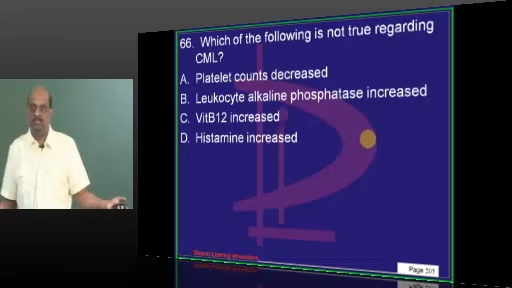 66. Which of the following is not true regarding
CML?
A. Platelet counts decreased
B. Leukocyte alkaline phosphatase increased
C. VitB12 increased
D. Histamine increased
Page 205